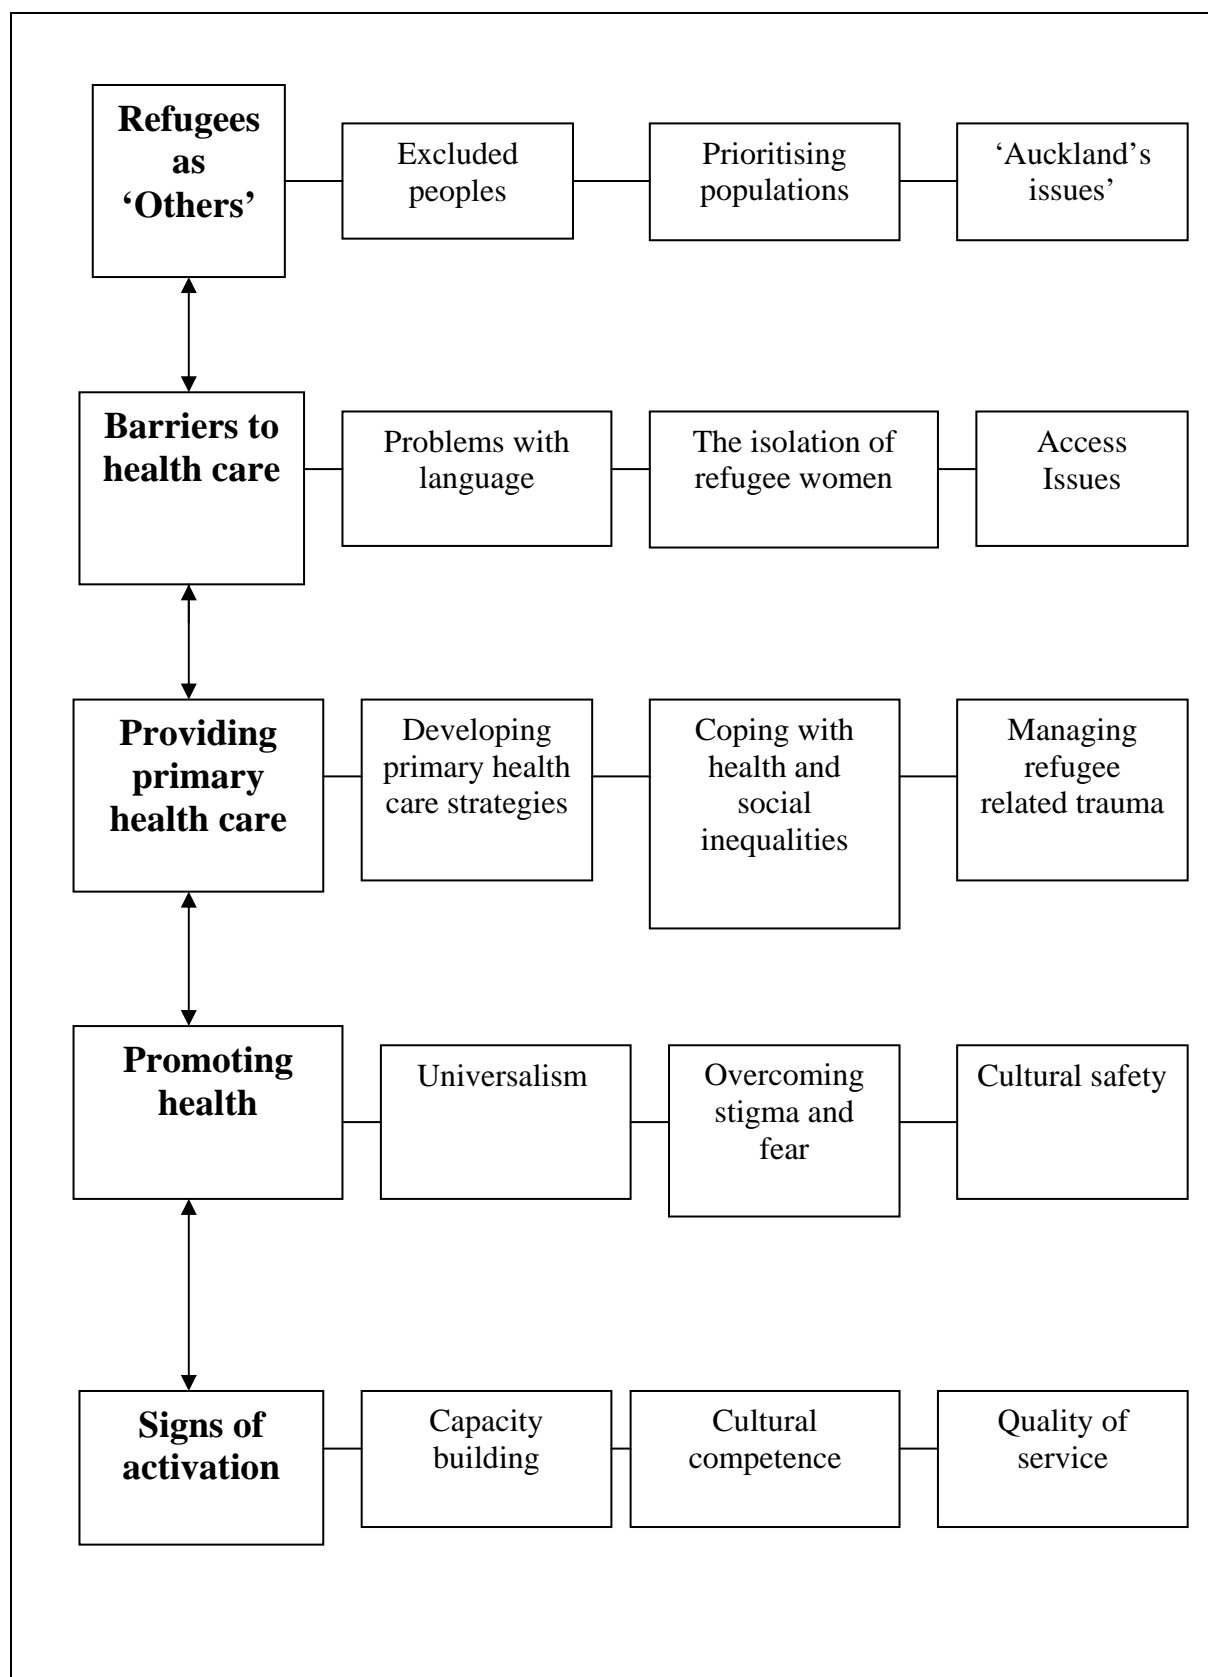 Refugees
as
‘Others’
Excluded
peoples
Prioritising
populations
‘Auckland’s
issues’
Barriers to
health care
Problems with
language
The isolation of
refugee women
Access
Issues
Providing
primary
health care
Developing
primary health
care strategies
Coping with
health and
social
inequalities
Managing
refugee
related trauma
Promoting
health
Universalism
Overcoming
stigma and
fear
Cultural safety
Signs of
activation
Capacity
building
Cultural
competence
Quality of
service